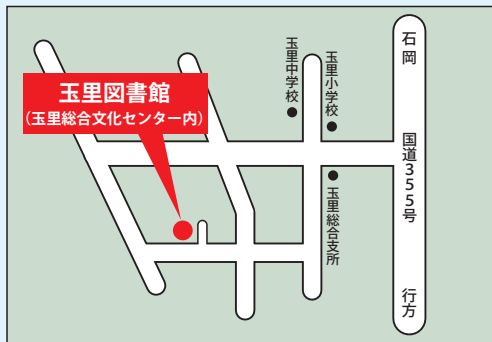 玉里図書館
(玉里総合文化センター内)
玉里中学校
玉里小学校
玉里総合支所
石岡
国道355号
行方